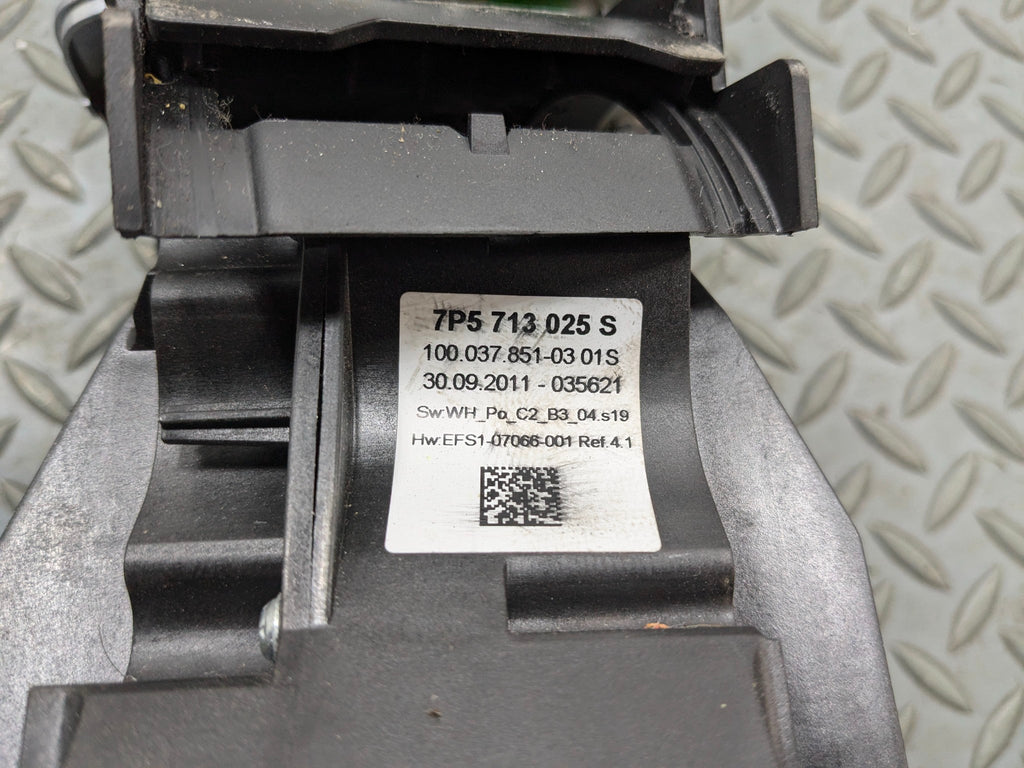 7P5 713 025 S
100.037.851-03 01S
30.09.2011 - 035621
Sw:WH_Po_C2_B3_04.s19
Hw:EFS1-07066-001 Ref.4.1